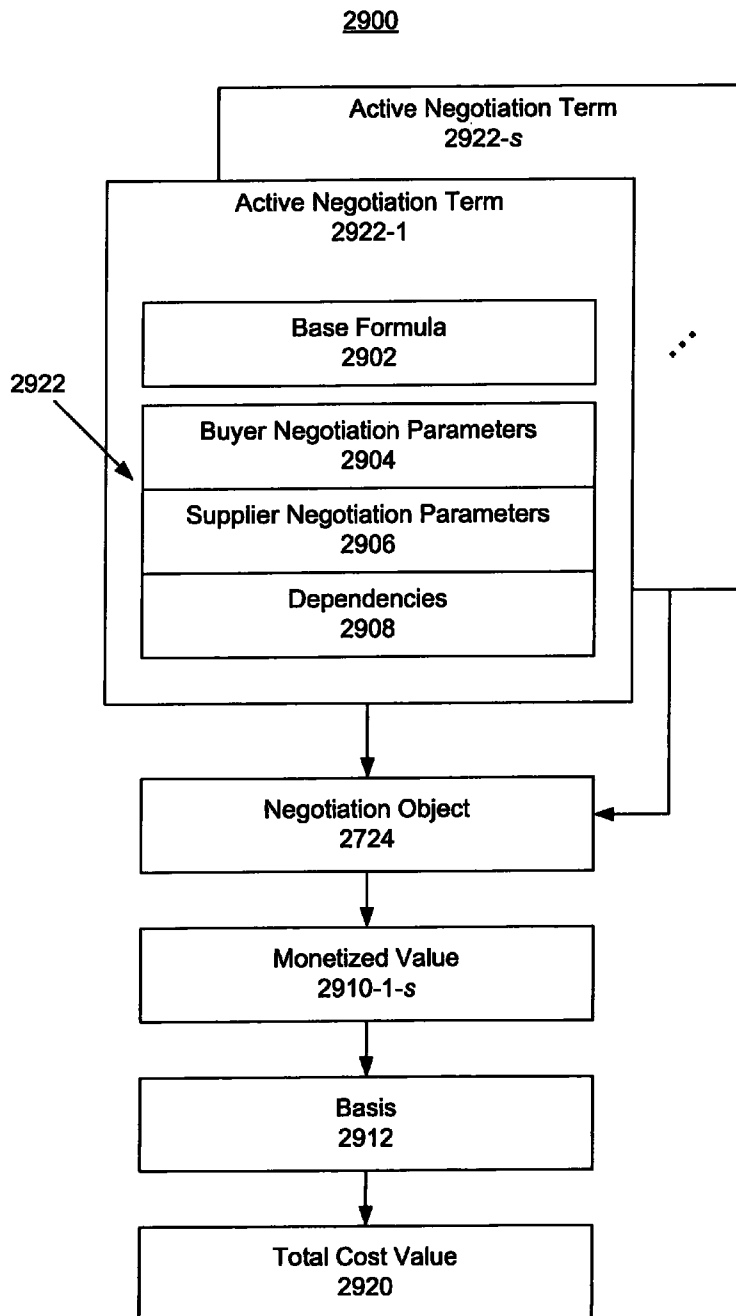 2900
Active Negotiation Term
2922-s
Active Negotiation Term
2922-1
Base Formula
2902
2922
Buyer Negotiation Parameters
2904
Supplier Negotiation Parameters
2906
Dependencies
2908
Negotiation Object
2724
Monetized Value
2910-1-s
Basis
2912
Total Cost Value
2920